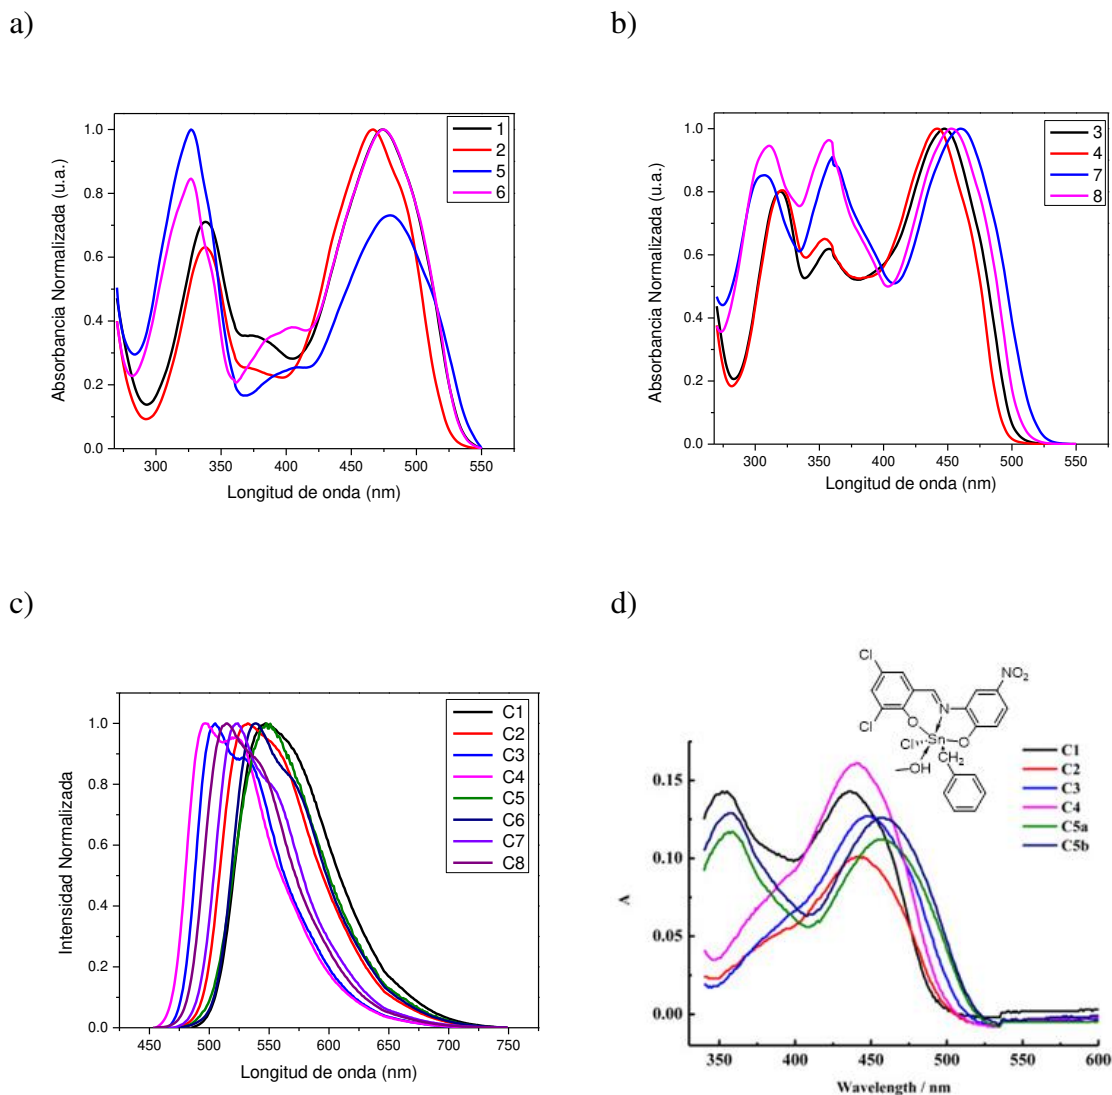 a)
b)
1.0
0.8
0.6
0.4
0.2
0.0
300
350
400
450
500
550
Absorbancia Normalizada (u.a.)
Longitud de onda (nm)
1
2
5
6
1.0
0.8
0.6
0.4
0.2
0.0
300
350
400
450
500
550
Absorbancia Normalizada (u.a.)
Longitud de onda (nm)
3
4
7
8
c)
d)
1.0
0.8
0.6
0.4
0.2
0.0
450
500
550
600
650
700
750
Intensidad Normalizada
Longitud de onda (nm)
C1
C2
C3
C4
C5
C6
C7
C8
Cl
Cl
N
NO2
O
Sn
O
Cl
CH2
OH
C1
C2
C3
C4
C5a
C5b
0.15
0.10
0.05
0.00
350
400
450
500
550
600
A
Wavelength / nm